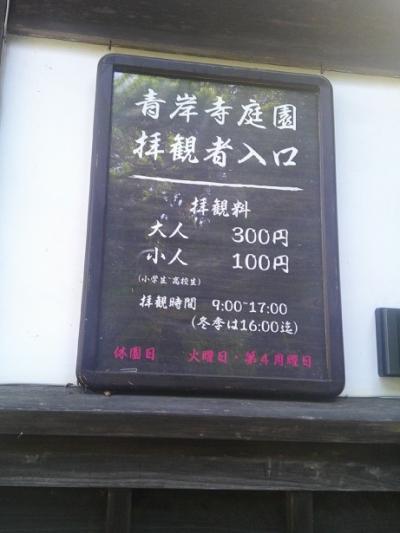 青岸寺庭園
拝観者入口
拝観料
大人 300円
小人 100円
(小学生~高校生)
拝観時間 9:00~17:00
(冬季は16:00迄)
休園日 火曜日・第4月曜日